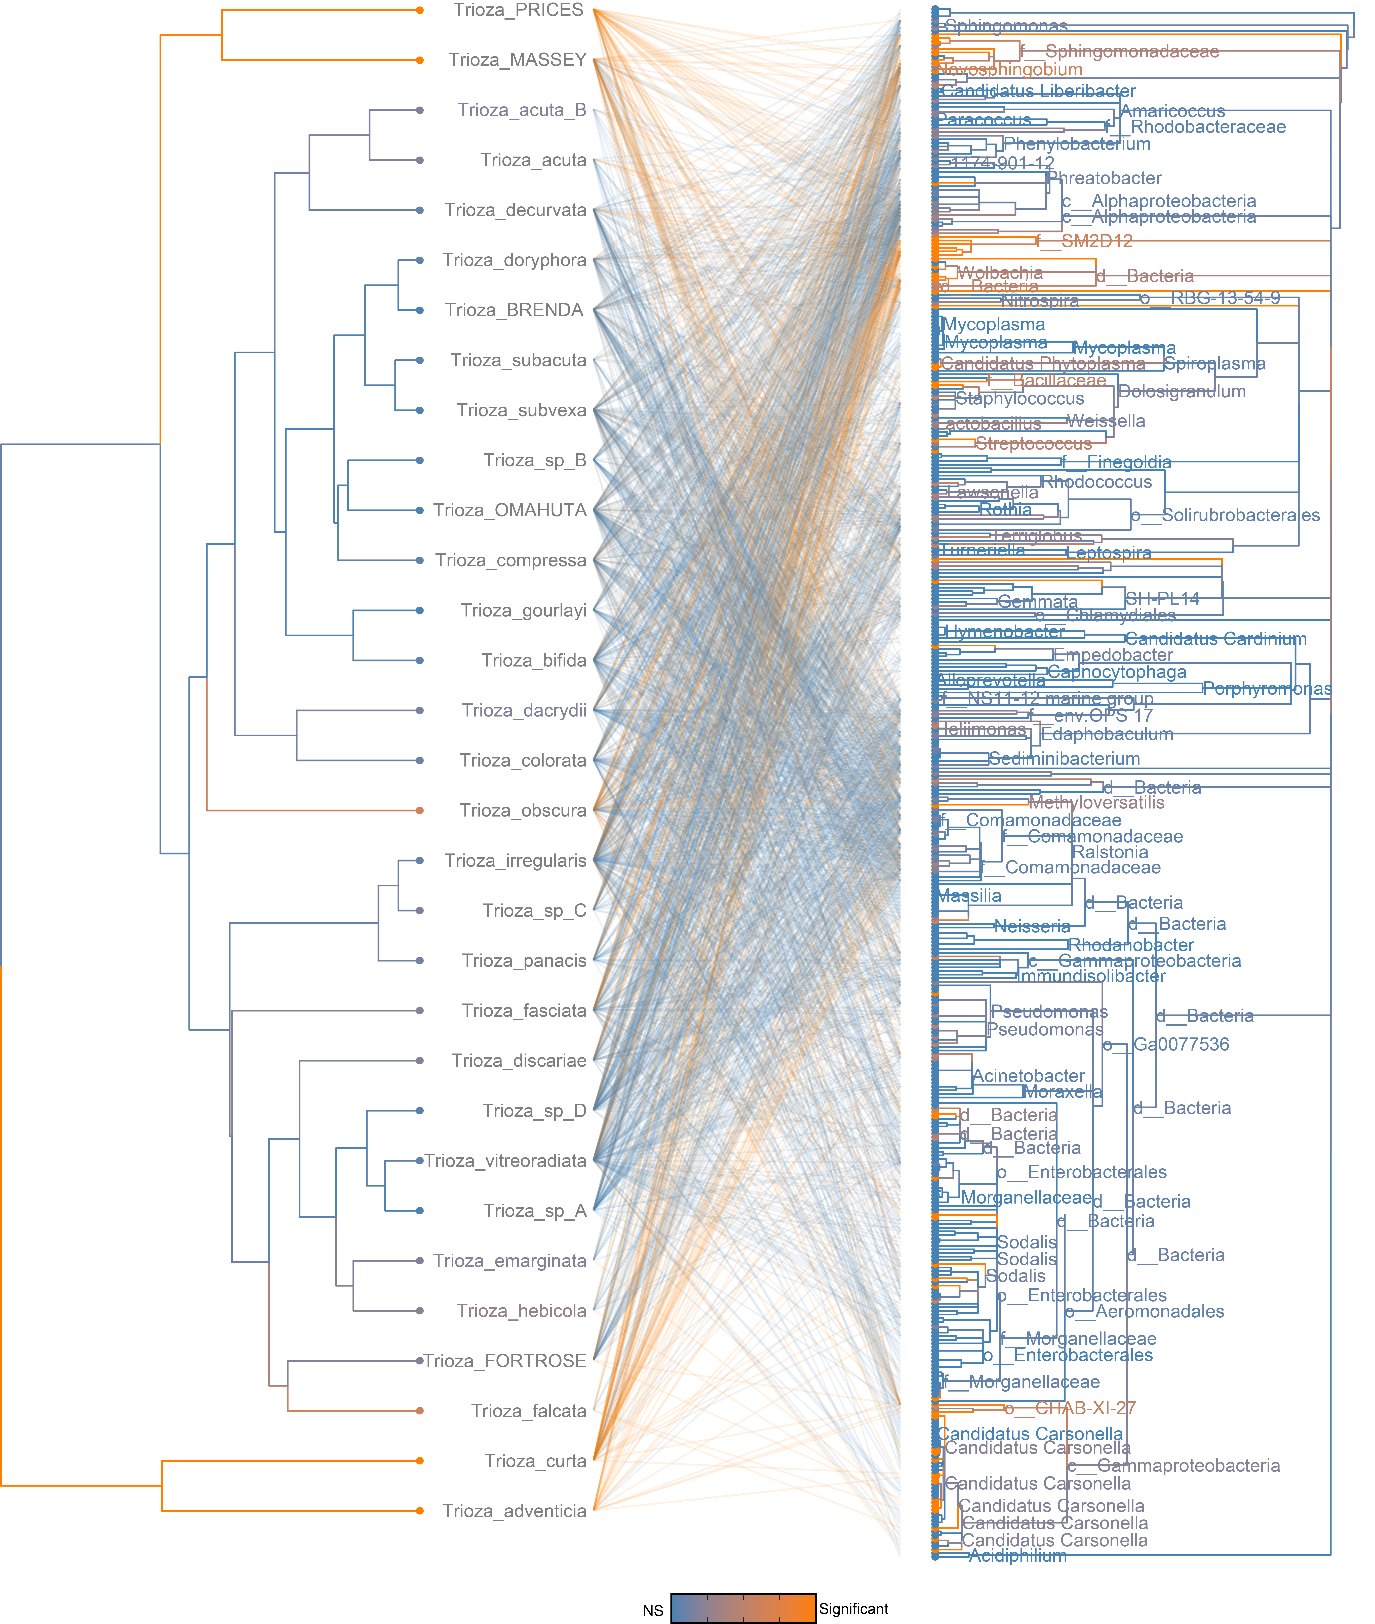 Trioza_PRICES
Trioza_MASSEY
Trioza_acuta_B
Trioza_acuta
Trioza_decurvata
Trioza_doryphora
Trioza_BRENDA
Trioza_subacuta
Trioza_subvexa
Trioza_sp_B
Trioza_OMAHUTA
Trioza_compressa
Trioza_gourlayi
Trioza_bifida
Trioza_dacrydii
Trioza_colorata
Trioza_obscura
Trioza_irregularis
Trioza_sp_C
Trioza_panacis
Trioza_fasciata
Trioza_discariae
Trioza_sp_D
Trioza_vitreoradiata
Trioza_sp_A
Trioza_emarginata
Trioza_hebicola
Trioza_FORTROSE
Trioza_falcata
Trioza_curta
Trioza_adventicia
Sphingomonas
f__Sphingomonadaceae
Novosphingobium
Candidatus Liberibacter
Amaricoccus
Paracoccus
f__Rhodobacteraceae
Phenylobacterium
1174-901-12
Phreatobacter
c__Alphaproteobacteria
c__Alphaproteobacteria
f__SM2D12
Wolbachia
d__Bacteria
d__Bacteria
o__RBG-13-54-9
Nitrospira
Mycoplasma
Mycoplasma
Mycoplasma
Candidatus Phytoplasma
Spiroplasma
f__Bacillaceae
Dolosigranulum
Staphylococcus
Weissella
Lactobacillus
Streptococcus
f__Finegoldia
Rhodococcus
Lawsonella
Rothia
o__Solirubrobacterales
Terriglobus
Turneriella
Leptospira
SH-PL14
Gemmata
o__Chlamydiales
Hymenobacter
Candidatus Cardinium
Empedobacter
Capnocytophaga
Alloprevotella
Porphyromonas
f__NS11-12 marine group
f__env.OPS 17
Heliimonas
Edaphobaculum
Sediminibacterium
d__Bacteria
Methyloversatilis
f__Comamonadaceae
f__Comamonadaceae
Ralstonia
f__Comamonadaceae
Massilia
d__Bacteria
Neisseria
d__Bacteria
Rhodanobacter
c__Gammaproteobacteria
Immundisolibacter
Pseudomonas
d__Bacteria
Pseudomonas
o__Ga0077536
Acinetobacter
Moraxella
d__Bacteria
d__Bacteria
d__Bacteria
d__Bacteria
o__Enterobacterales
Morganellaceae
d__Bacteria
d__Bacteria
Sodalis
d__Bacteria
Sodalis
Sodalis
o__Enterobacterales
o__Aeromonadales
f__Morganellaceae
o__Enterobacterales
f__Morganellaceae
o__CHAB-XI-27
Candidatus Carsonella
Candidatus Carsonella
c__Gammaproteobacteria
Candidatus Carsonella
Candidatus Carsonella
Candidatus Carsonella
Candidatus Carsonella
Acidiphilium
NS
Significant